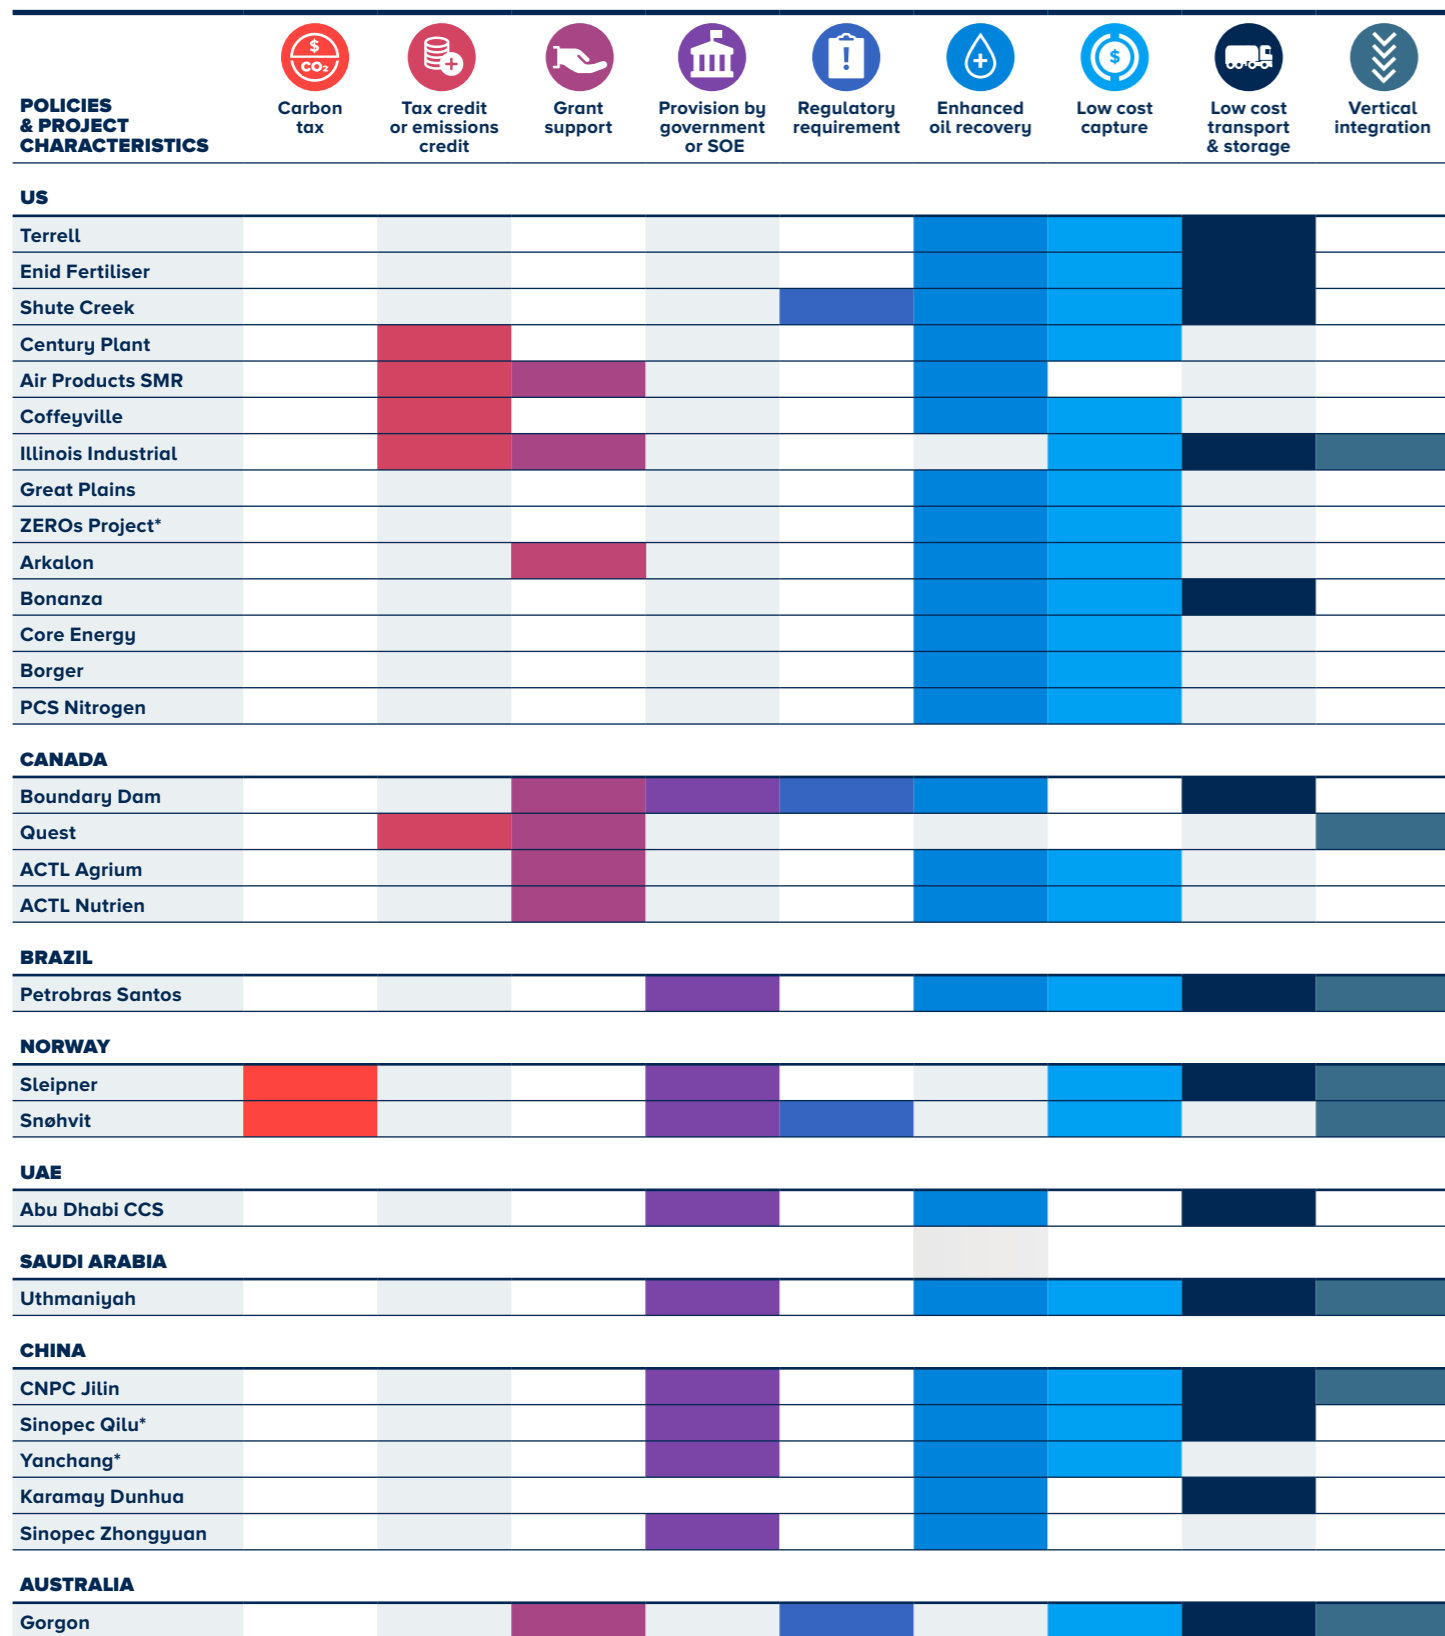 $
CO₂
$
POLICIES
& PROJECT
CHARACTERISTICS
Carbon
tax
Tax credit
or emissions
credit
Grant
support
Provision by
government
or SOE
Regulatory
requirement
Enhanced
oil recovery
Low cost
capture
Low cost
transport
& storage
Vertical
integration
US
Terrell
Enid Fertiliser
Shute Creek
Century Plant
Air Products SMR
Coffeyville
Illinois Industrial
Great Plains
ZEROs Project*
Arkalon
Bonanza
Core Energy
Borger
PCS Nitrogen
CANADA
Boundary Dam
Quest
ACTL Agrium
ACTL Nutrien
BRAZIL
Petrobras Santos
NORWAY
Sleipner
Snøhvit
UAE
Abu Dhabi CCS
SAUDI ARABIA
Uthmaniyah
CHINA
CNPC Jilin
Sinopec Qilu*
Yanchang*
Karamay Dunhua
Sinopec Zhongyuan
AUSTRALIA
Gorgon